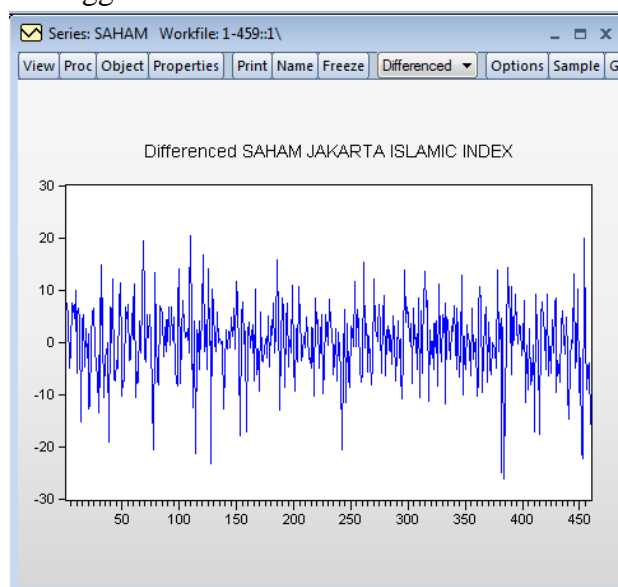 Series: SAHAM Workfile: 1-459::1\
View Proc Object Properties Print Name Freeze Differenced Options Sample G
Differenced SAHAM JAKARTA ISLAMIC INDEX
30
20
10
0
-10
-20
-30
50 100 150 200 250 300 350 400 450